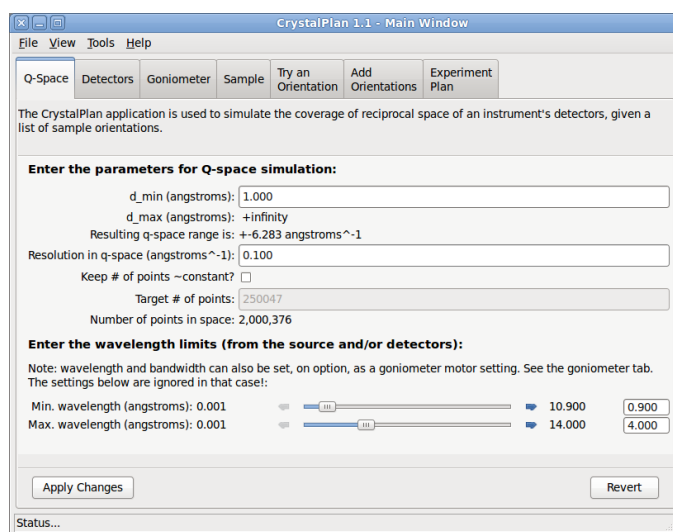 CrystalPlan 1.1 - Main Window
File View Tools Help
Q-Space Detectors Goniometer Sample Try an Orientation Add Orientations Experiment Plan
The CrystalPlan application is used to simulate the coverage of reciprocal space of an instrument's detectors, given a
list of sample orientations.
Enter the parameters for Q-space simulation:
d_min (angstroms): 1.000
d_max (angstroms): +infinity
Resulting q-space range is: +-6.283 angstroms^-1
Resolution in q-space (angstroms^-1): 0.100
Keep # of points ~constant?
Target # of points: 250047
Number of points in space: 2,000,376
Enter the wavelength limits (from the source and/or detectors):
Note: wavelength and bandwidth can also be set, on option, as a goniometer motor setting. See the goniometer tab.
The settings below are ignored in that case!:
Min. wavelength (angstroms): 0.001 10.900 0.900
Max. wavelength (angstroms): 0.001 14.000 4.000
Apply Changes Revert
Status...